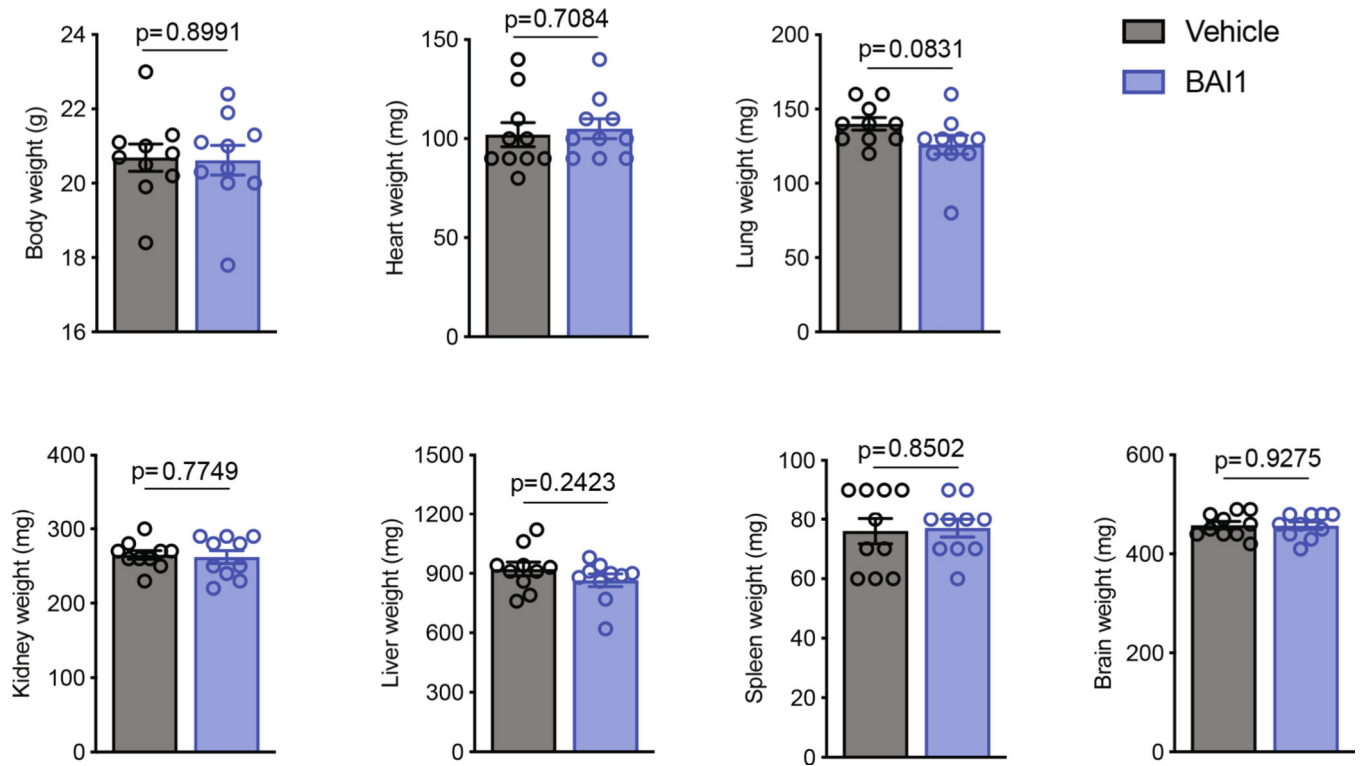 Vehicle
BAI1
p=0.8991
Body weight (g)
24
22
20
18
16
p=0.7084
Heart weight (mg)
150
100
50
0
p=0.0831
Lung weight (mg)
200
150
100
50
0
p=0.7749
Kidney weight (mg)
400
300
200
100
0
p=0.2423
Liver weight (mg)
1500
1200
900
600
300
0
p=0.8502
Spleen weight (mg)
100
80
60
40
20
0
p=0.9275
Brain weight (mg)
600
400
200
0